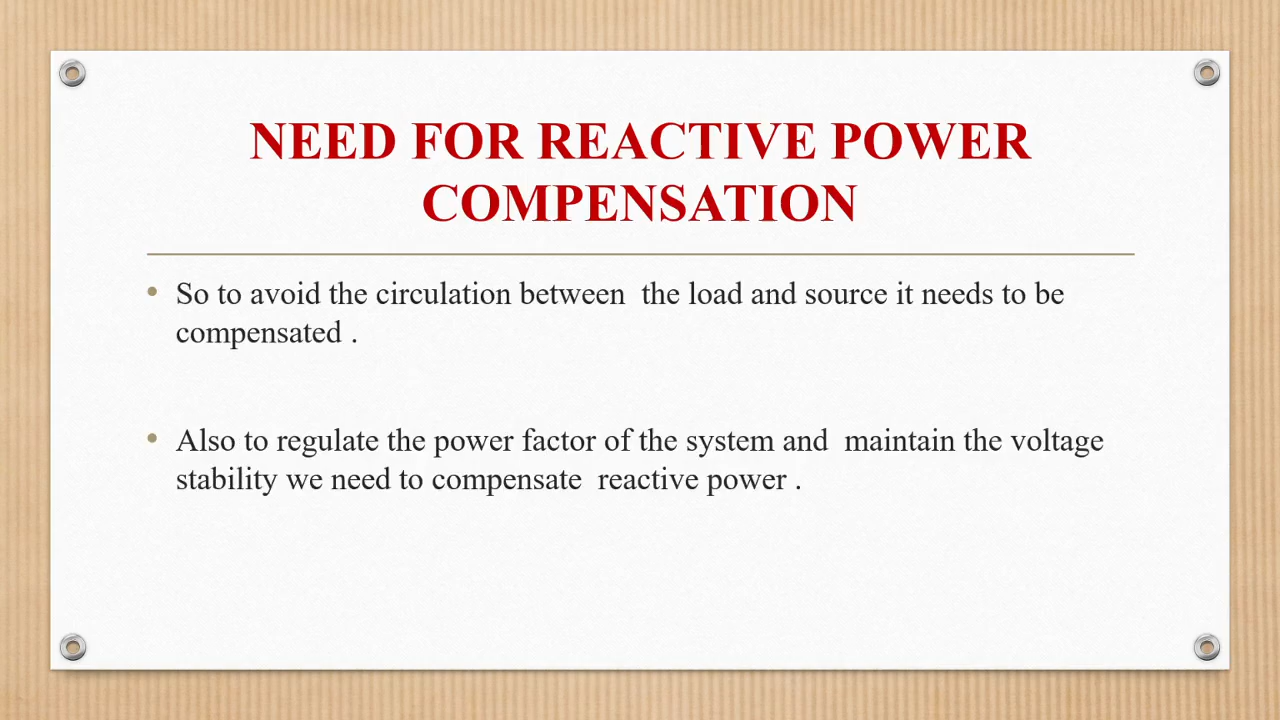 NEED FOR REACTIVE POWER
COMPENSATION
• So to avoid the circulation between  the load and source it needs to be
compensated .
• Also to regulate the power factor of the system and  maintain the voltage
stability we need to compensate  reactive power .